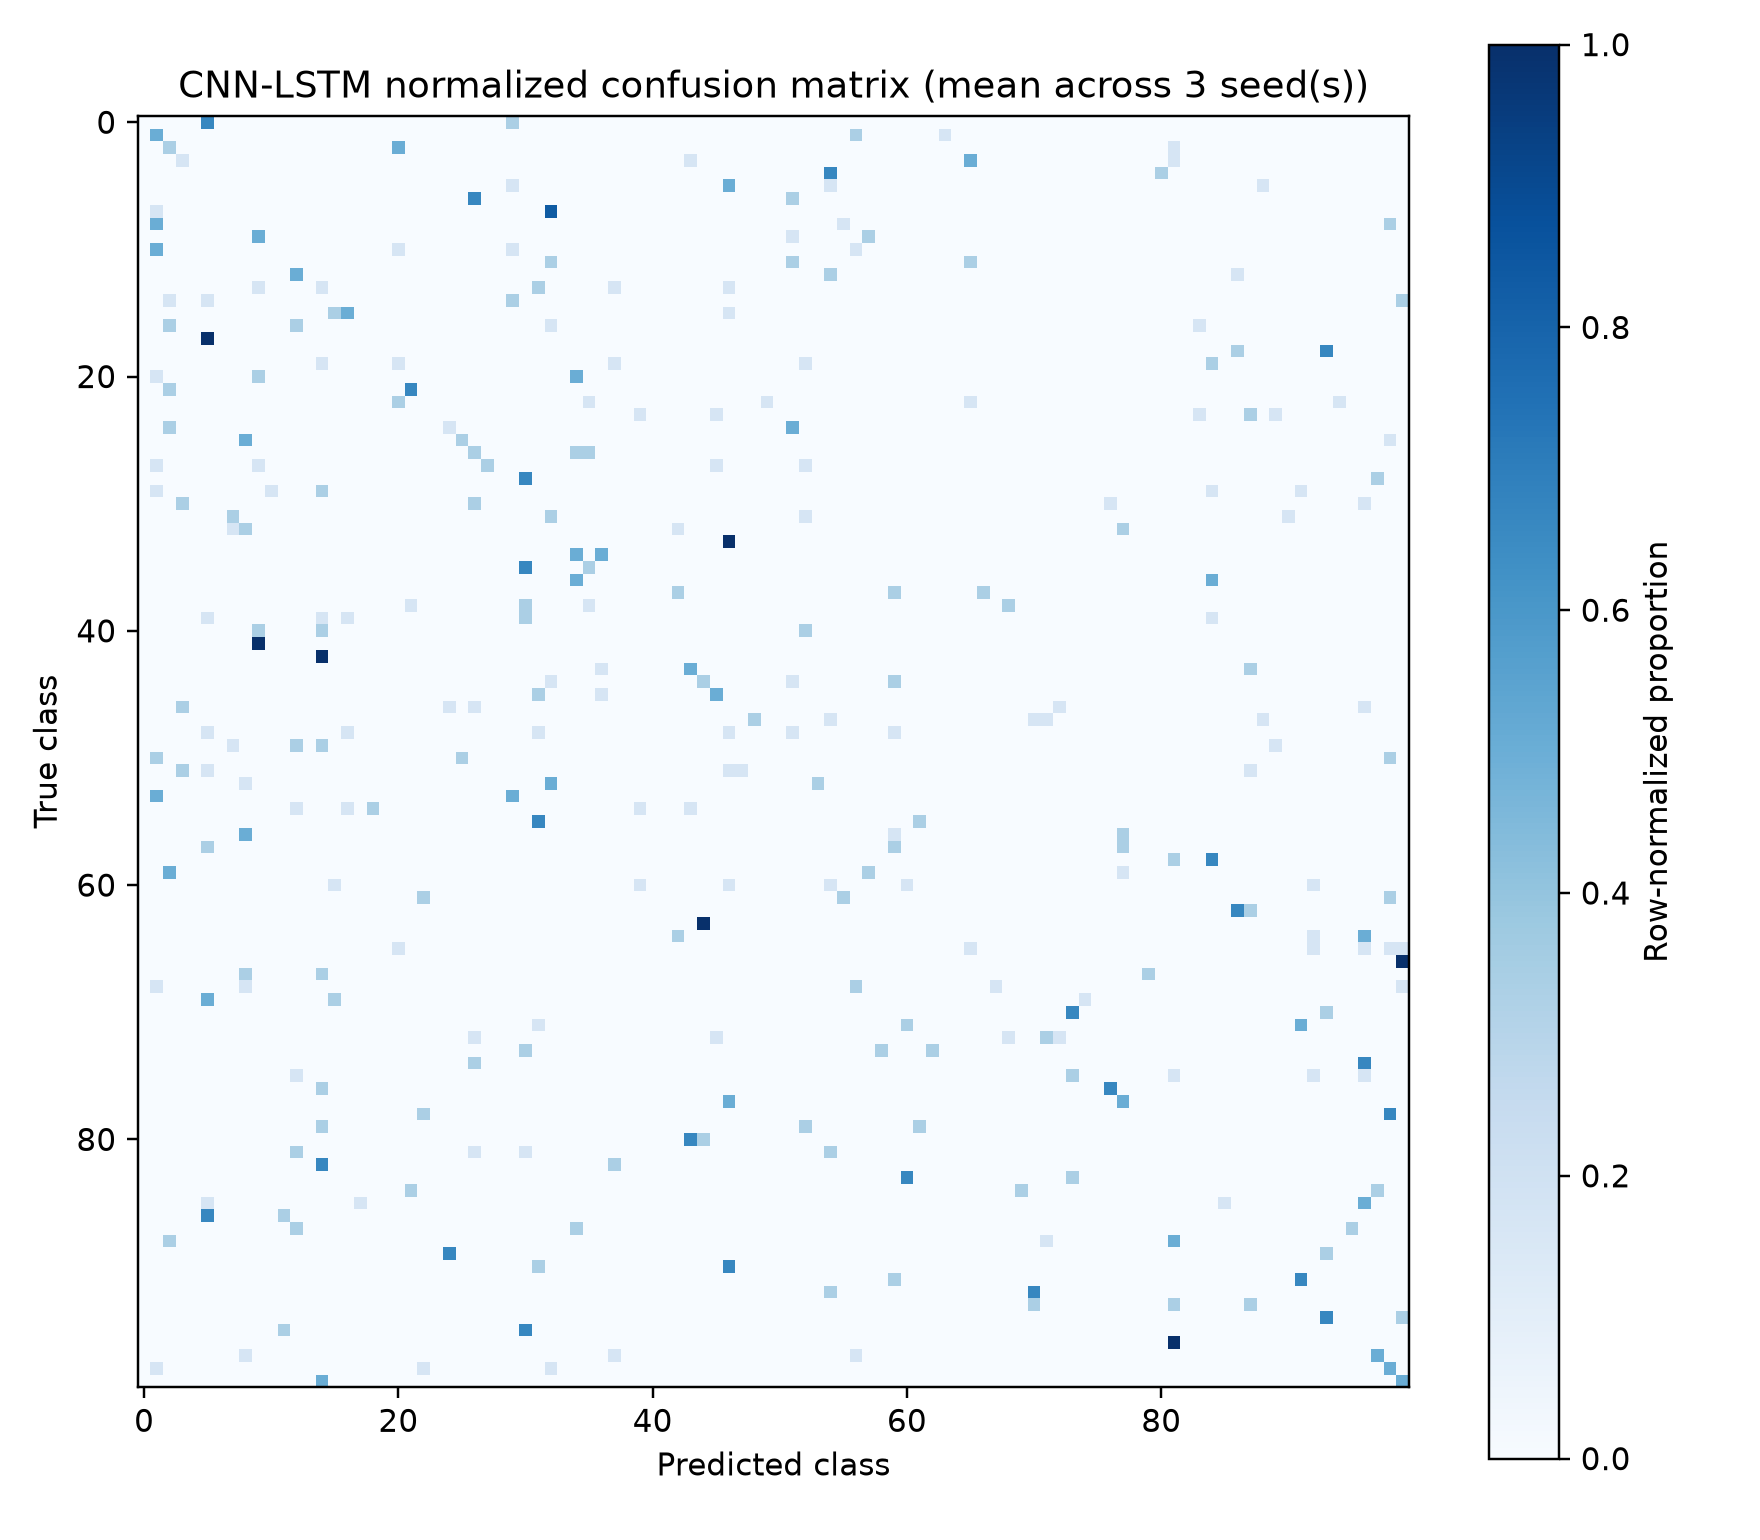 CNN-LSTM normalized confusion matrix (mean across 3 seed(s))
0
20
40
60
80
True class
0 20 40 60 80
Predicted class
1.0
0.8
0.6
0.4
0.2
0.0
Row-normalized proportion